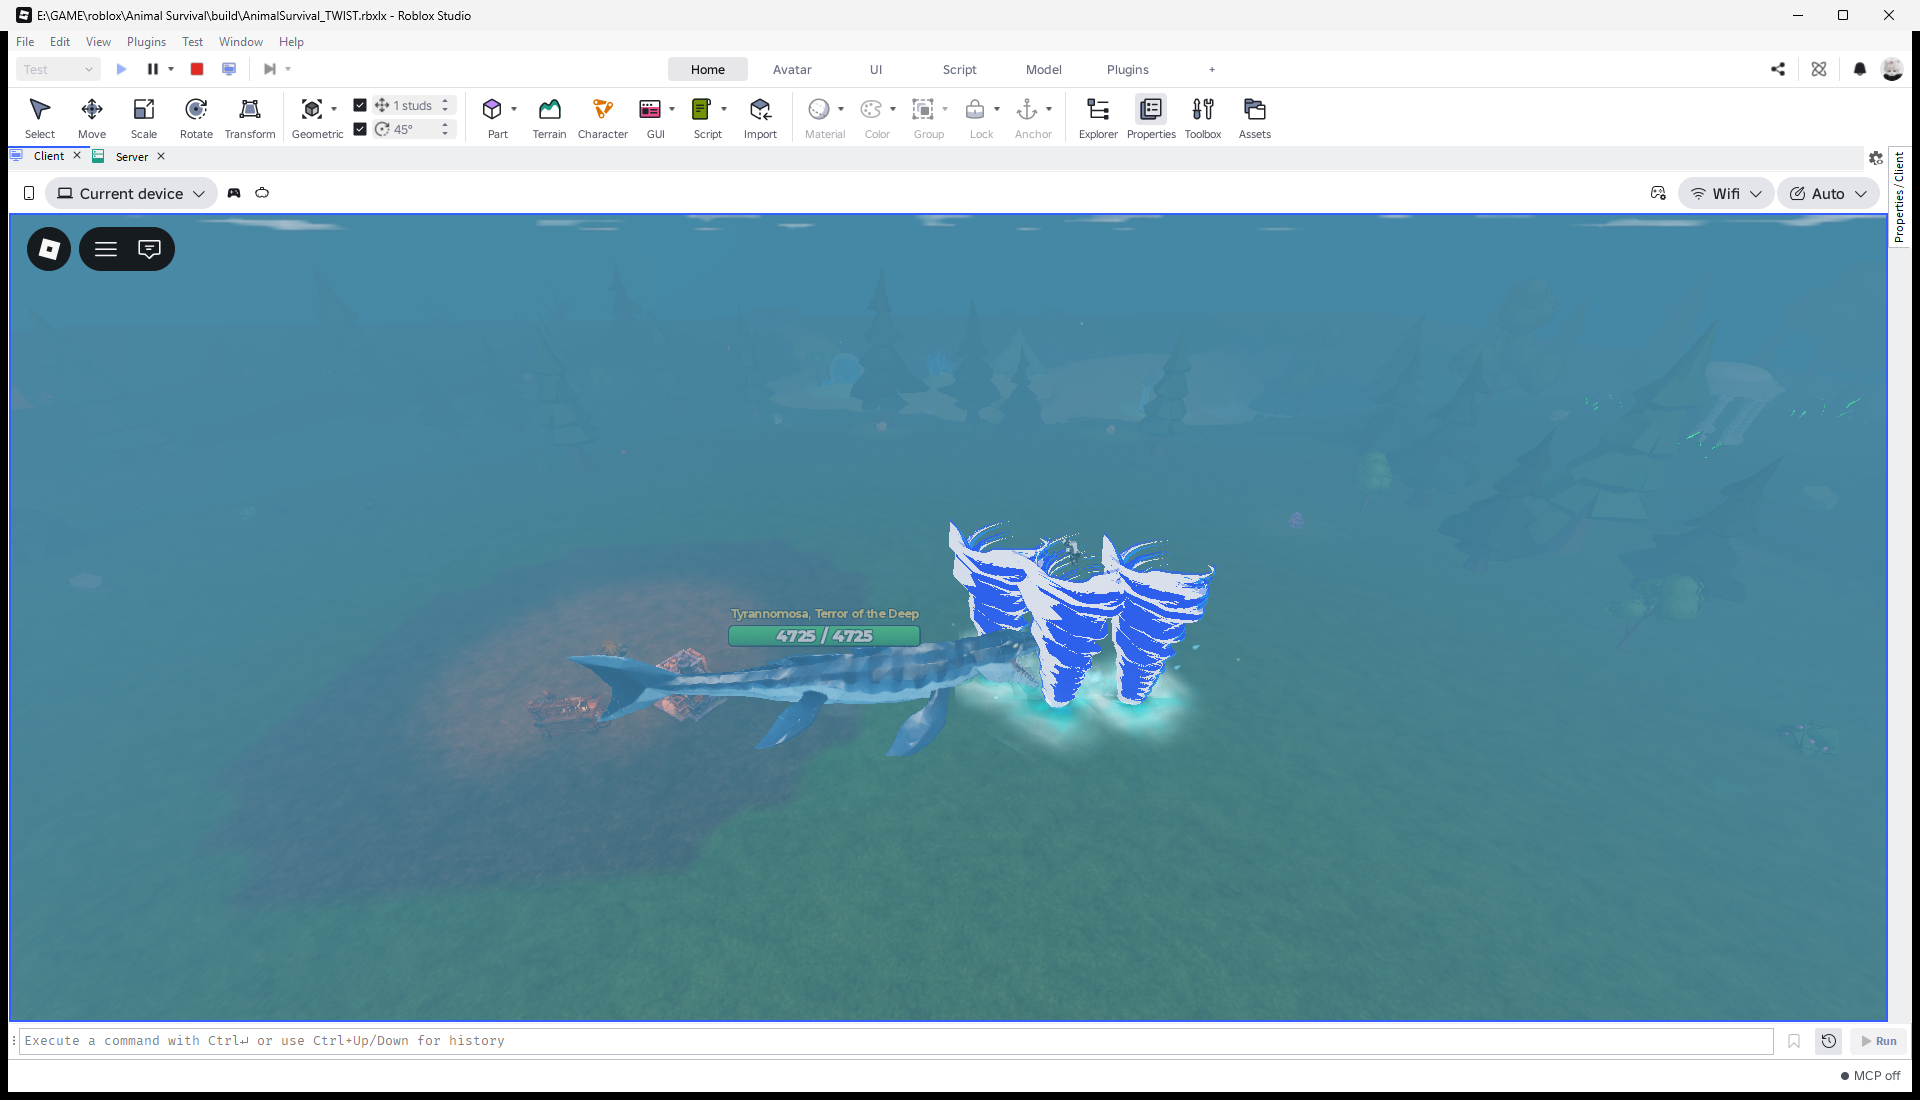 E:\GAME\roblox\Animal Survival\build\AnimalSurvival_TWIST.rbxlx - Roblox Studio
File Edit View Plugins Test Window Help
Test
Home Avatar UI Script Model Plugins +
1 studs
45°
Select Move Scale Rotate Transform Geometric Part Terrain Character GUI Script Import Material Color Group Lock Anchor Explorer Properties Toolbox Assets
Client Server
Properties / Client
Current device
Wifi
Auto
Tyrannomosa, Terror of the Deep
4725 / 4725
Execute a command with Ctrl↵ or use Ctrl+Up/Down for history
Run
MCP off